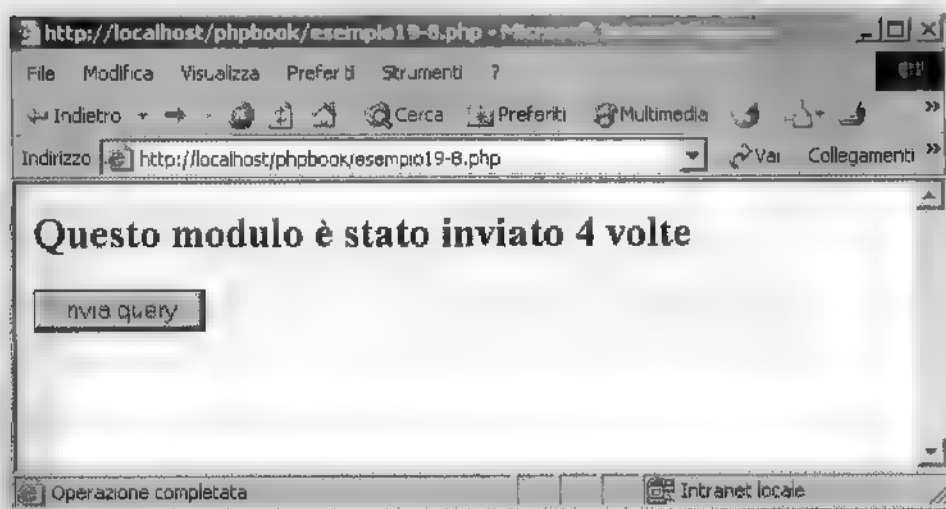 http://localhost/phpbook/esempio19-8.php - Microsoft
File Modifica Visualizza Preferiti Strumenti ?
Indietro Cerca Preferiti Multimedia »
Indirizzo http://localhost/phpbook/esempio19-8.php Vai Collegamenti »
Questo modulo è stato inviato 4 volte
nvia query
Operazione completata Intranet locale